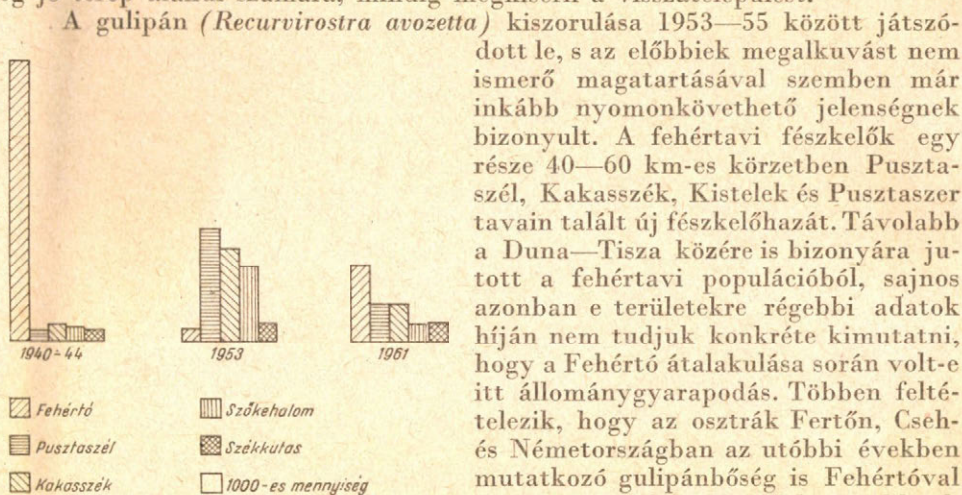 A gulipán (Recurvirostra avozetta) kiszorulása 1953—55 között játszó-
dott le, s az előbbiek megalkuvást nem
ismerő magatartásával szemben már
inkább nyomonkövethető jelenségnek
bizonyult. A fehértavi fészkelők egy
része 40—60 km-es körzetben Puszta-
szél, Kakasszék, Kistelek és Pusztaszer
tavain talált új fészkelőhazát. Távolabb
a Duna—Tisza közére is bizonyára ju-
tott a fehértavi populációból, sajnos
azonban e területekre régebbi adatok
híján nem tudjuk konkréte kimutatni,
hogy a Fehértó átalakulása során volt-e
itt állománygyarapodás. Többen felté-
telezik, hogy az osztrák Fertőn, Cseh-
és Németországban az utóbbi években
mutatkozó gulipánbőség is Fehértóval
1940-44
1953
1961
Fehértó
Szőkehalom
Pusztaszél
Székkutas
Kakasszék
1000-es mennyiség